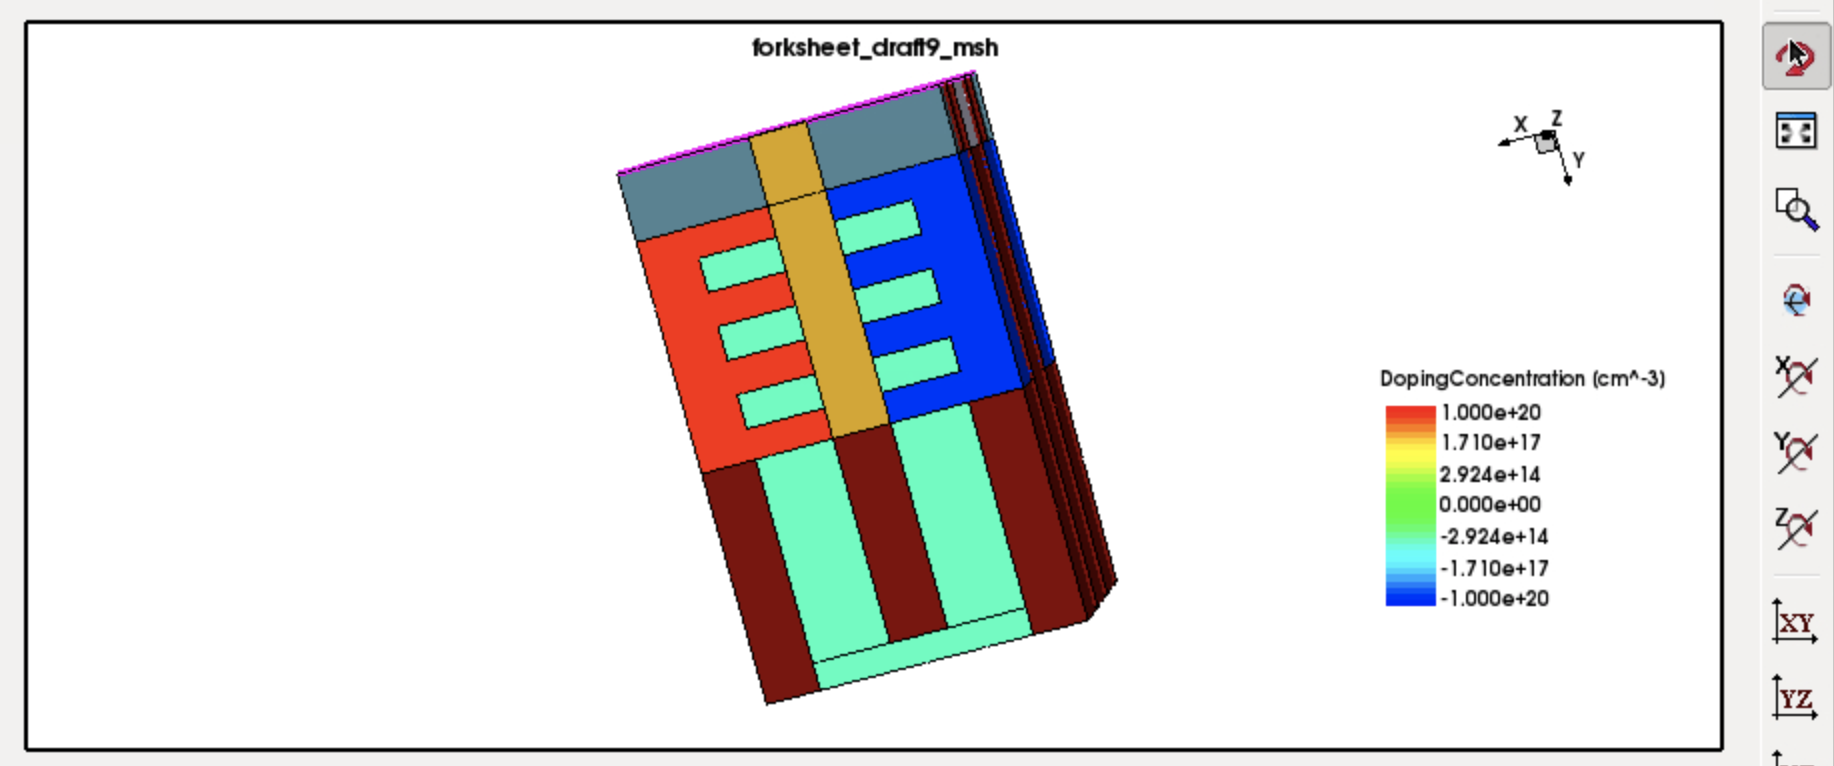 forksheet_draft9_msh
X
Z
Y
DopingConcentration (cm^-3)
1.000e+20
1.710e+17
2.924e+14
0.000e+00
-2.924e+14
-1.710e+17
-1.000e+20
X
Y
Z
XY
YZ